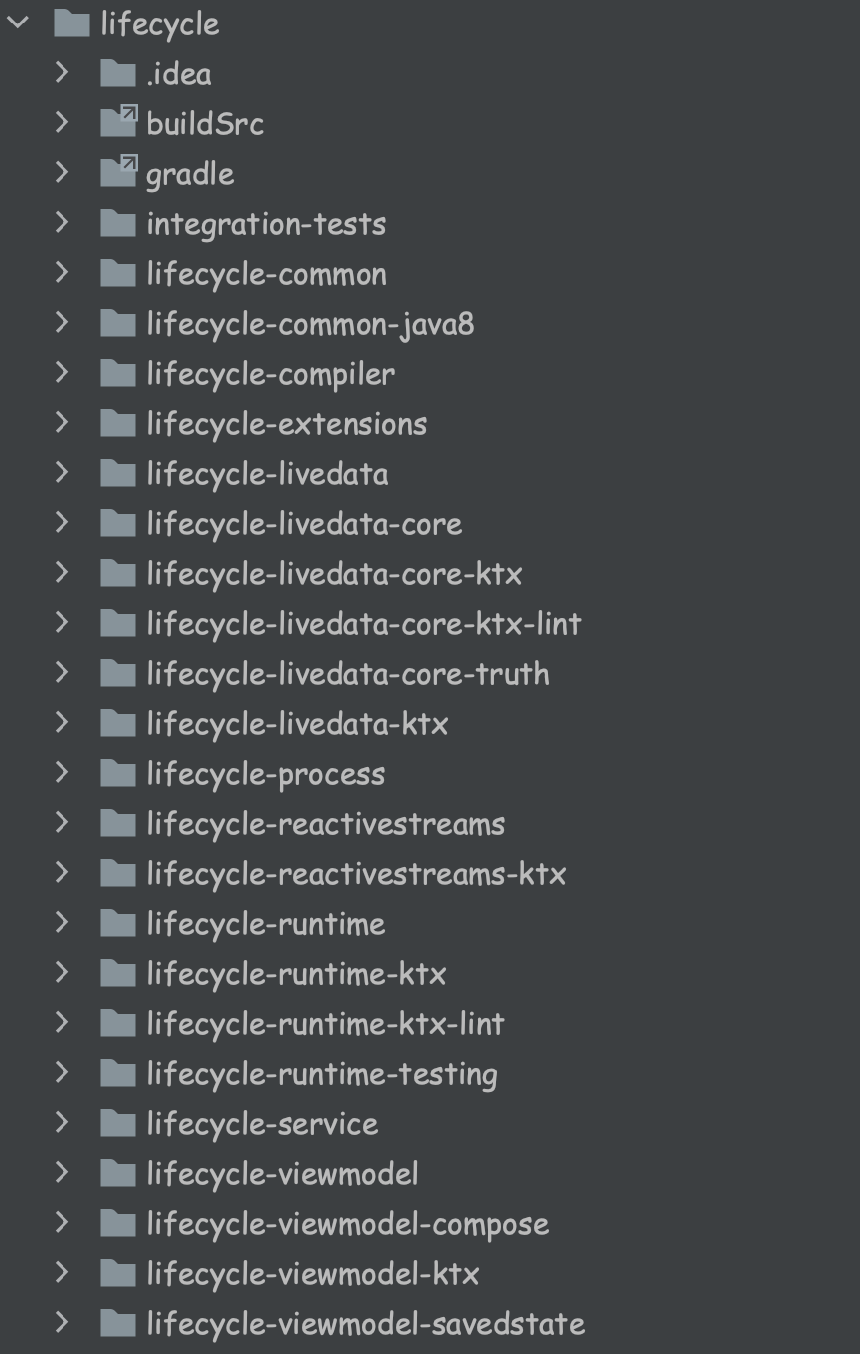 lifecycle
.idea
buildSrc
gradle
integration-tests
lifecycle-common
lifecycle-common-java8
lifecycle-compiler
lifecycle-extensions
lifecycle-livedata
lifecycle-livedata-core
lifecycle-livedata-core-ktx
lifecycle-livedata-core-ktx-lint
lifecycle-livedata-core-truth
lifecycle-livedata-ktx
lifecycle-process
lifecycle-reactivestreams
lifecycle-reactivestreams-ktx
lifecycle-runtime
lifecycle-runtime-ktx
lifecycle-runtime-ktx-lint
lifecycle-runtime-testing
lifecycle-service
lifecycle-viewmodel
lifecycle-viewmodel-compose
lifecycle-viewmodel-ktx
lifecycle-viewmodel-savedstate